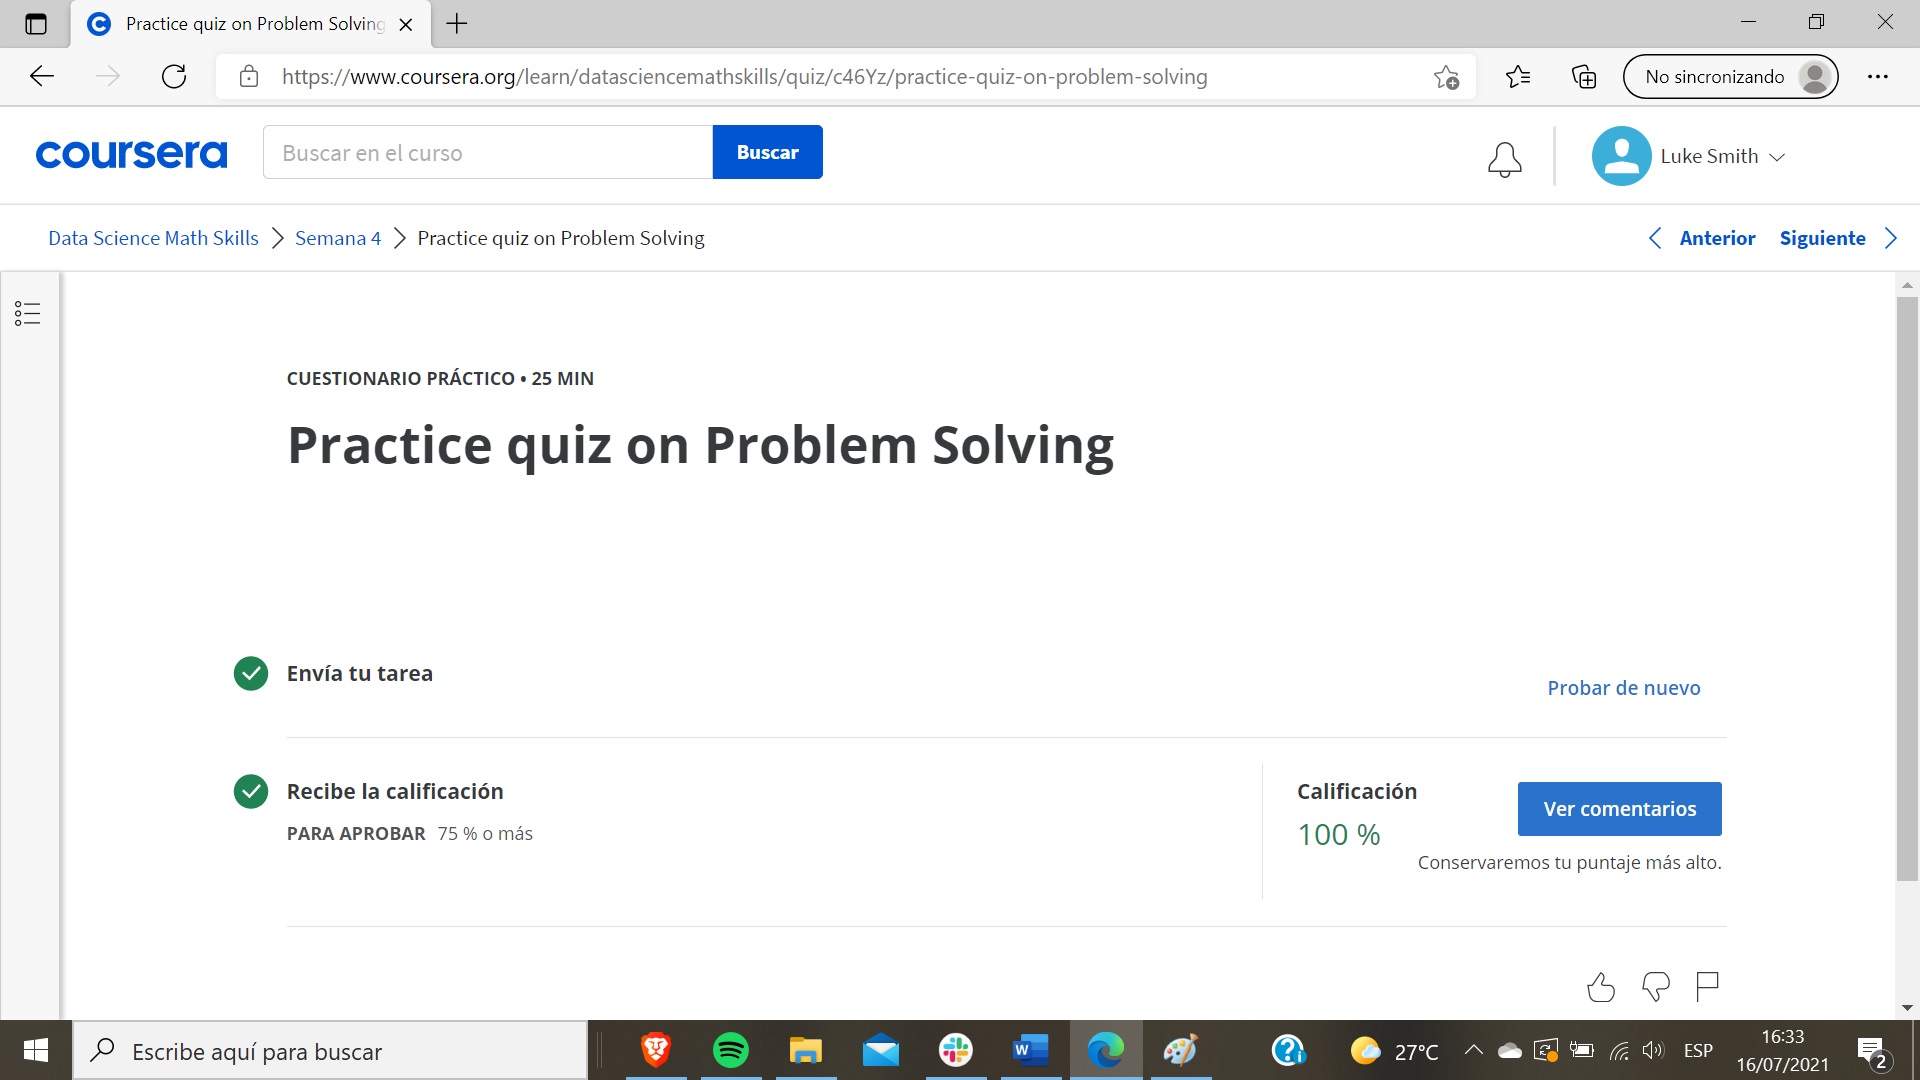 Practice quiz on Problem Solving
https://www.coursera.org/learn/datasciencemathskills/quiz/c46Yz/practice-quiz-on-problem-solving
No sincronizando
coursera
Buscar en el curso
Buscar
Luke Smith
Data Science Math Skills
Semana 4
Practice quiz on Problem Solving
Anterior
Siguiente
CUESTIONARIO PRÁCTICO • 25 MIN
Practice quiz on Problem Solving
Envía tu tarea
Probar de nuevo
Recibe la calificación
PARA APROBAR 75 % o más
Calificación
100 %
Ver comentarios
Conservaremos tu puntaje más alto.
Escribe aquí para buscar
27°C
ESP
16:33
16/07/2021
2